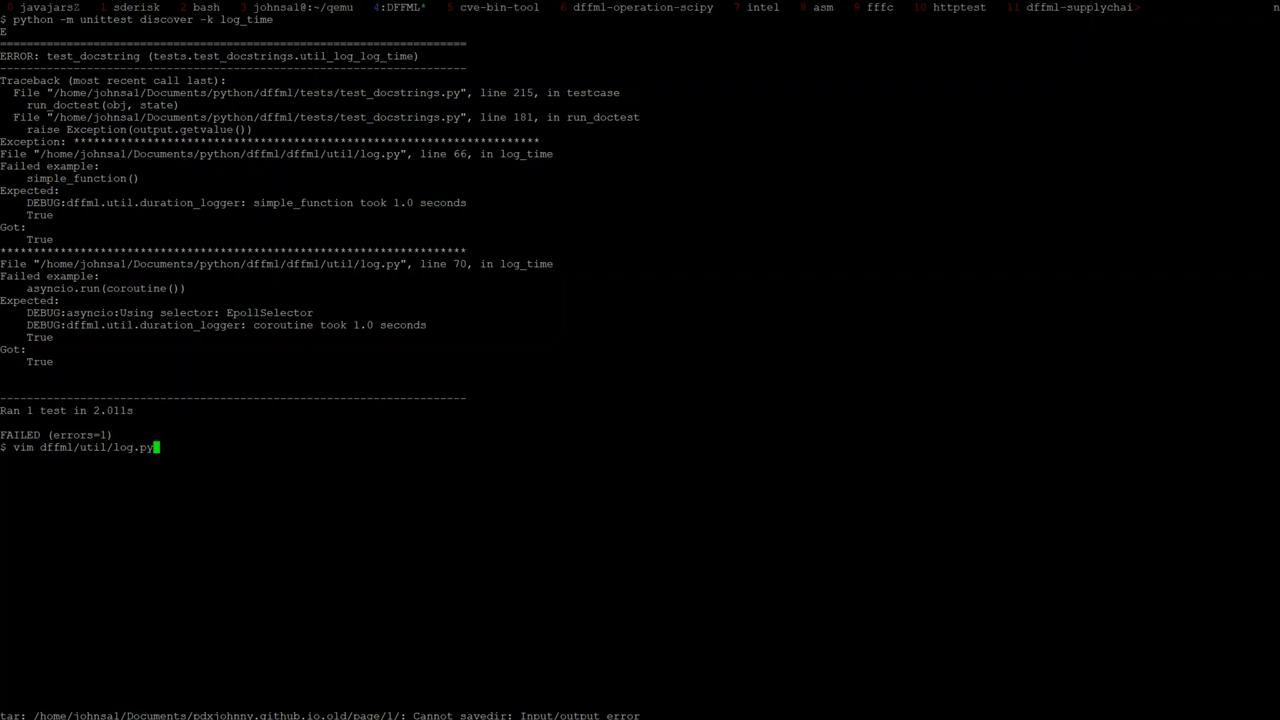 0 javajarsZ 1 sderisk 2 bash 3 johnsa1@:~/qemu 4:DFFML* 5 cve-bin-tool 6 dffml-operation-scipy 7 intel 8 asm 9 fffc 10 httptest 11 dffml-supplychai> n
$ python -m unittest discover -k log_time
E
======================================================================
ERROR: test_docstring (tests.test_docstrings.util_log_log_time)
----------------------------------------------------------------------
Traceback (most recent call last):
  File "/home/johnsa1/Documents/python/dffml/tests/test_docstrings.py", line 215, in testcase
    run_doctest(obj, state)
  File "/home/johnsa1/Documents/python/dffml/tests/test_docstrings.py", line 181, in run_doctest
    raise Exception(output.getvalue())
Exception: **********************************************************************
File "/home/johnsa1/Documents/python/dffml/dffml/util/log.py", line 66, in log_time
Failed example:
    simple_function()
Expected:
    DEBUG:dffml.util.duration_logger: simple_function took 1.0 seconds
    True
Got:
    True
**********************************************************************
File "/home/johnsa1/Documents/python/dffml/dffml/util/log.py", line 70, in log_time
Failed example:
    asyncio.run(coroutine())
Expected:
    DEBUG:asyncio:Using selector: EpollSelector
    DEBUG:dffml.util.duration_logger: coroutine took 1.0 seconds
    True
Got:
    True
----------------------------------------------------------------------
Ran 1 test in 2.011s
FAILED (errors=1)
$ vim dffml/util/log.py
tar: /home/johnsa1/Documents/pdxjohnny.github.io.old/page/1/: Cannot savedir: Input/output error